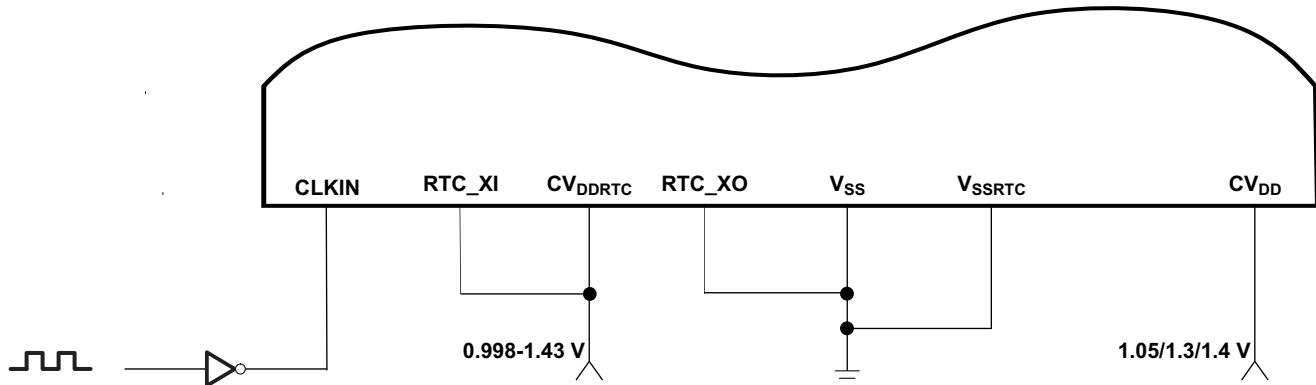 CLKIN RTC_XI CVDDRTC RTC_XO VSS VSSRTC CVDD
0.998-1.43 V 1.05/1.3/1.4 V